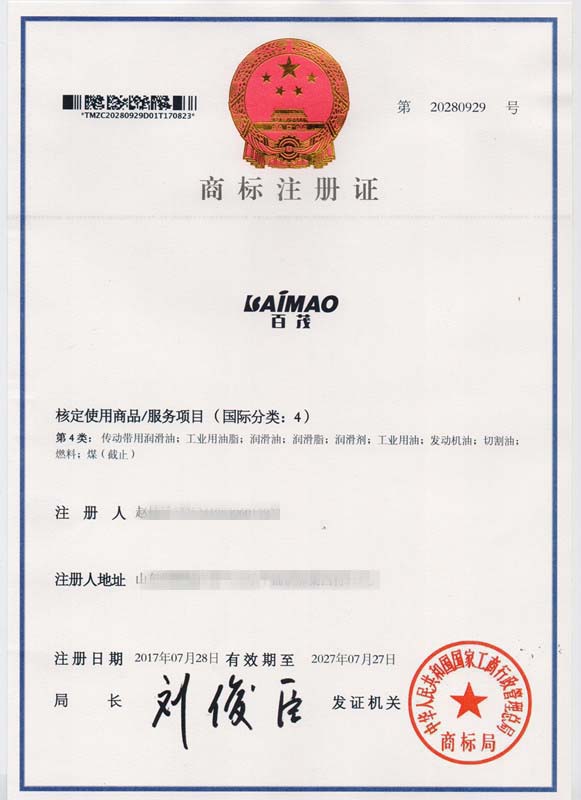 *TMZC20280929D01T170823*
第 20280929 号
商标注册证
BAIMAO
百茂
核定使用商品/服务项目（国际分类：4）
第4类：传动带用润滑油；工业用油脂；润滑油；润滑脂；润滑剂；工业用油；发动机油；切割油；
燃料；煤（截止）
注册人 赵
注册人地址 山
注册日期 2017年07月28日 有效期至 2027年07月27日
局长 刘俊臣 发证机关
中华人民共和国国家工商行政管理总局
商标局